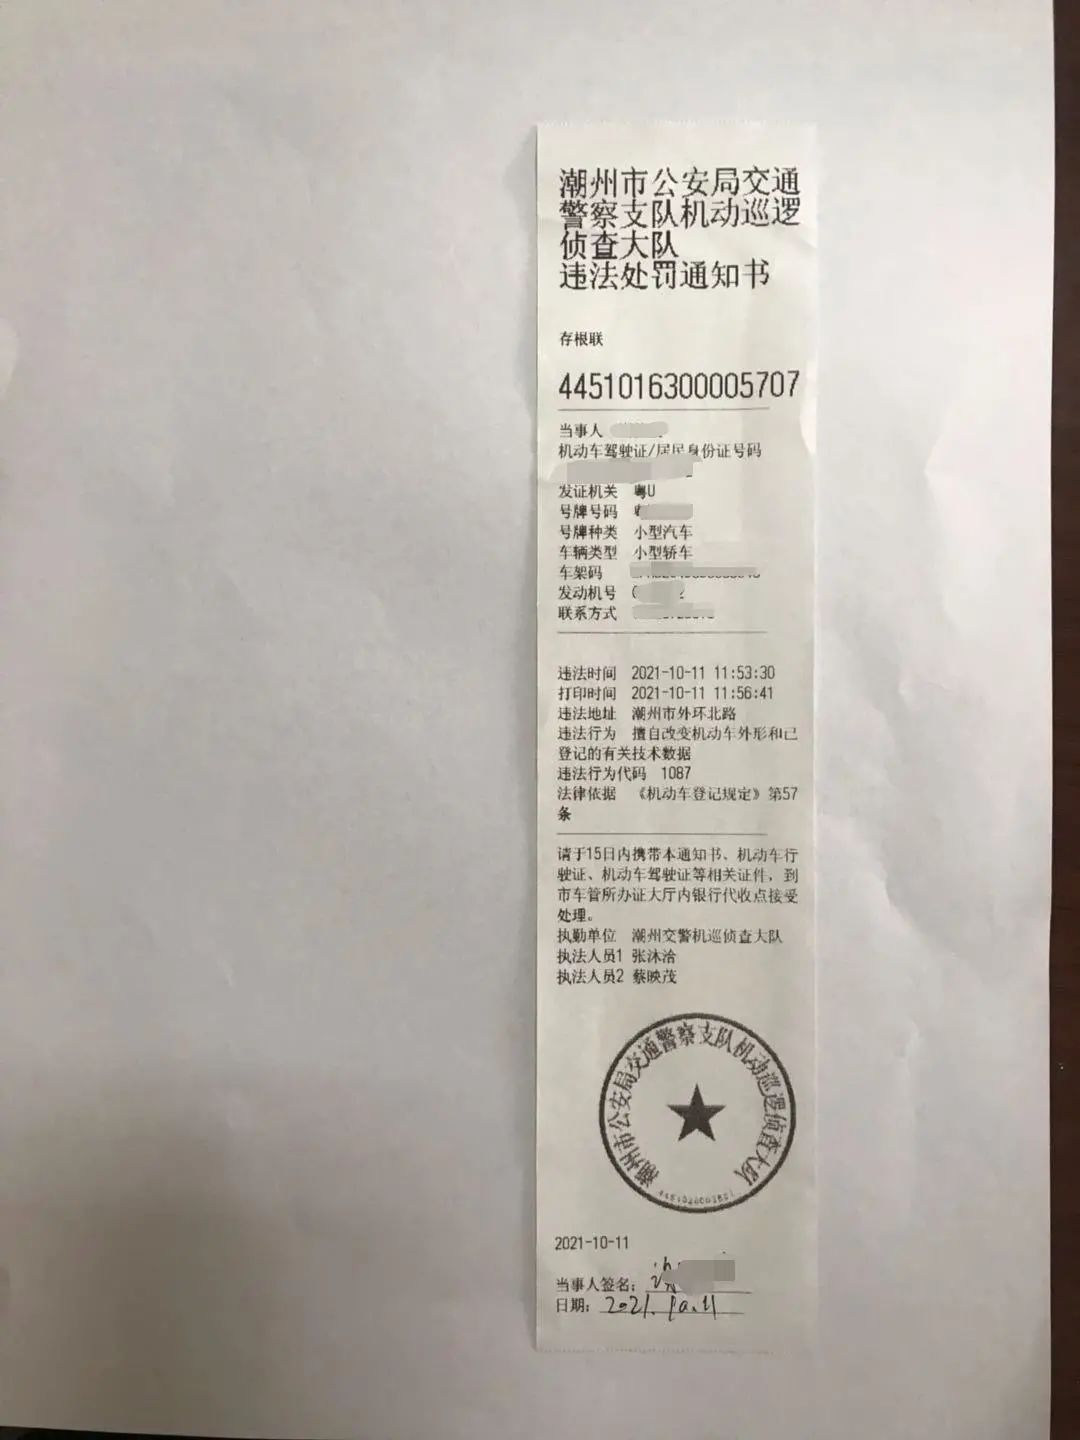 潮州市公安局交通
警察支队机动巡逻
侦查大队
违法处罚通知书
存根联
4451016300005707
当事人
机动车驾驶证/居民身份证号码
发证机关 粤U
号牌号码
号牌种类 小型汽车
车辆类型 小型轿车
车架码
发动机号
联系方式
违法时间 2021-10-11 11:53:30
打印时间 2021-10-11 11:56:41
违法地址 潮州市外环北路
违法行为 擅自改变机动车外形和已
登记的有关技术数据
违法行为代码 1087
法律依据 《机动车登记规定》第57
条
请于15日内携带本通知书、机动车行
驶证、机动车驾驶证等相关证件，到
市车管所办证大厅内银行代收点接受
处理。
执勤单位 潮州交警机巡侦查大队
执法人员1 张沐洽
执法人员2 蔡映茂
潮州市公安局交通警察支队机动巡逻侦查大队
2021-10-11
当事人签名：
日期：2021.10.11